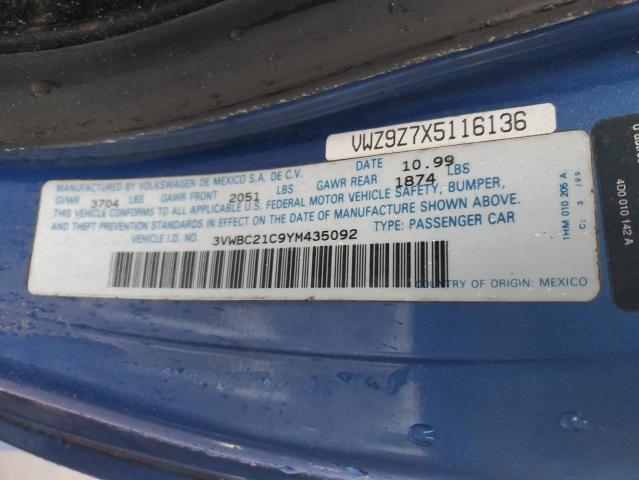 VWZ9Z7X5116136
MANUFACTURED BY VOLKSWAGEN DE MEXICO S.A. DE C.V. DATE 10.99
GVWR 3704 LBS GAWR FRONT 2051 LBS GAWR REAR 1874 LBS
THIS VEHICLE CONFORMS TO ALL APPLICABLE U.S. FEDERAL MOTOR VEHICLE SAFETY, BUMPER,
AND THEFT PREVENTION STANDARDS IN EFFECT ON THE DATE OF MANUFACTURE SHOWN ABOVE.
VEHICLE I.D. NO. 3VWBC21C9YM435092 TYPE: PASSENGER CAR
COUNTRY OF ORIGIN: MEXICO
1HM 010 205 A
C: 3 /99
4D0 010 142 A